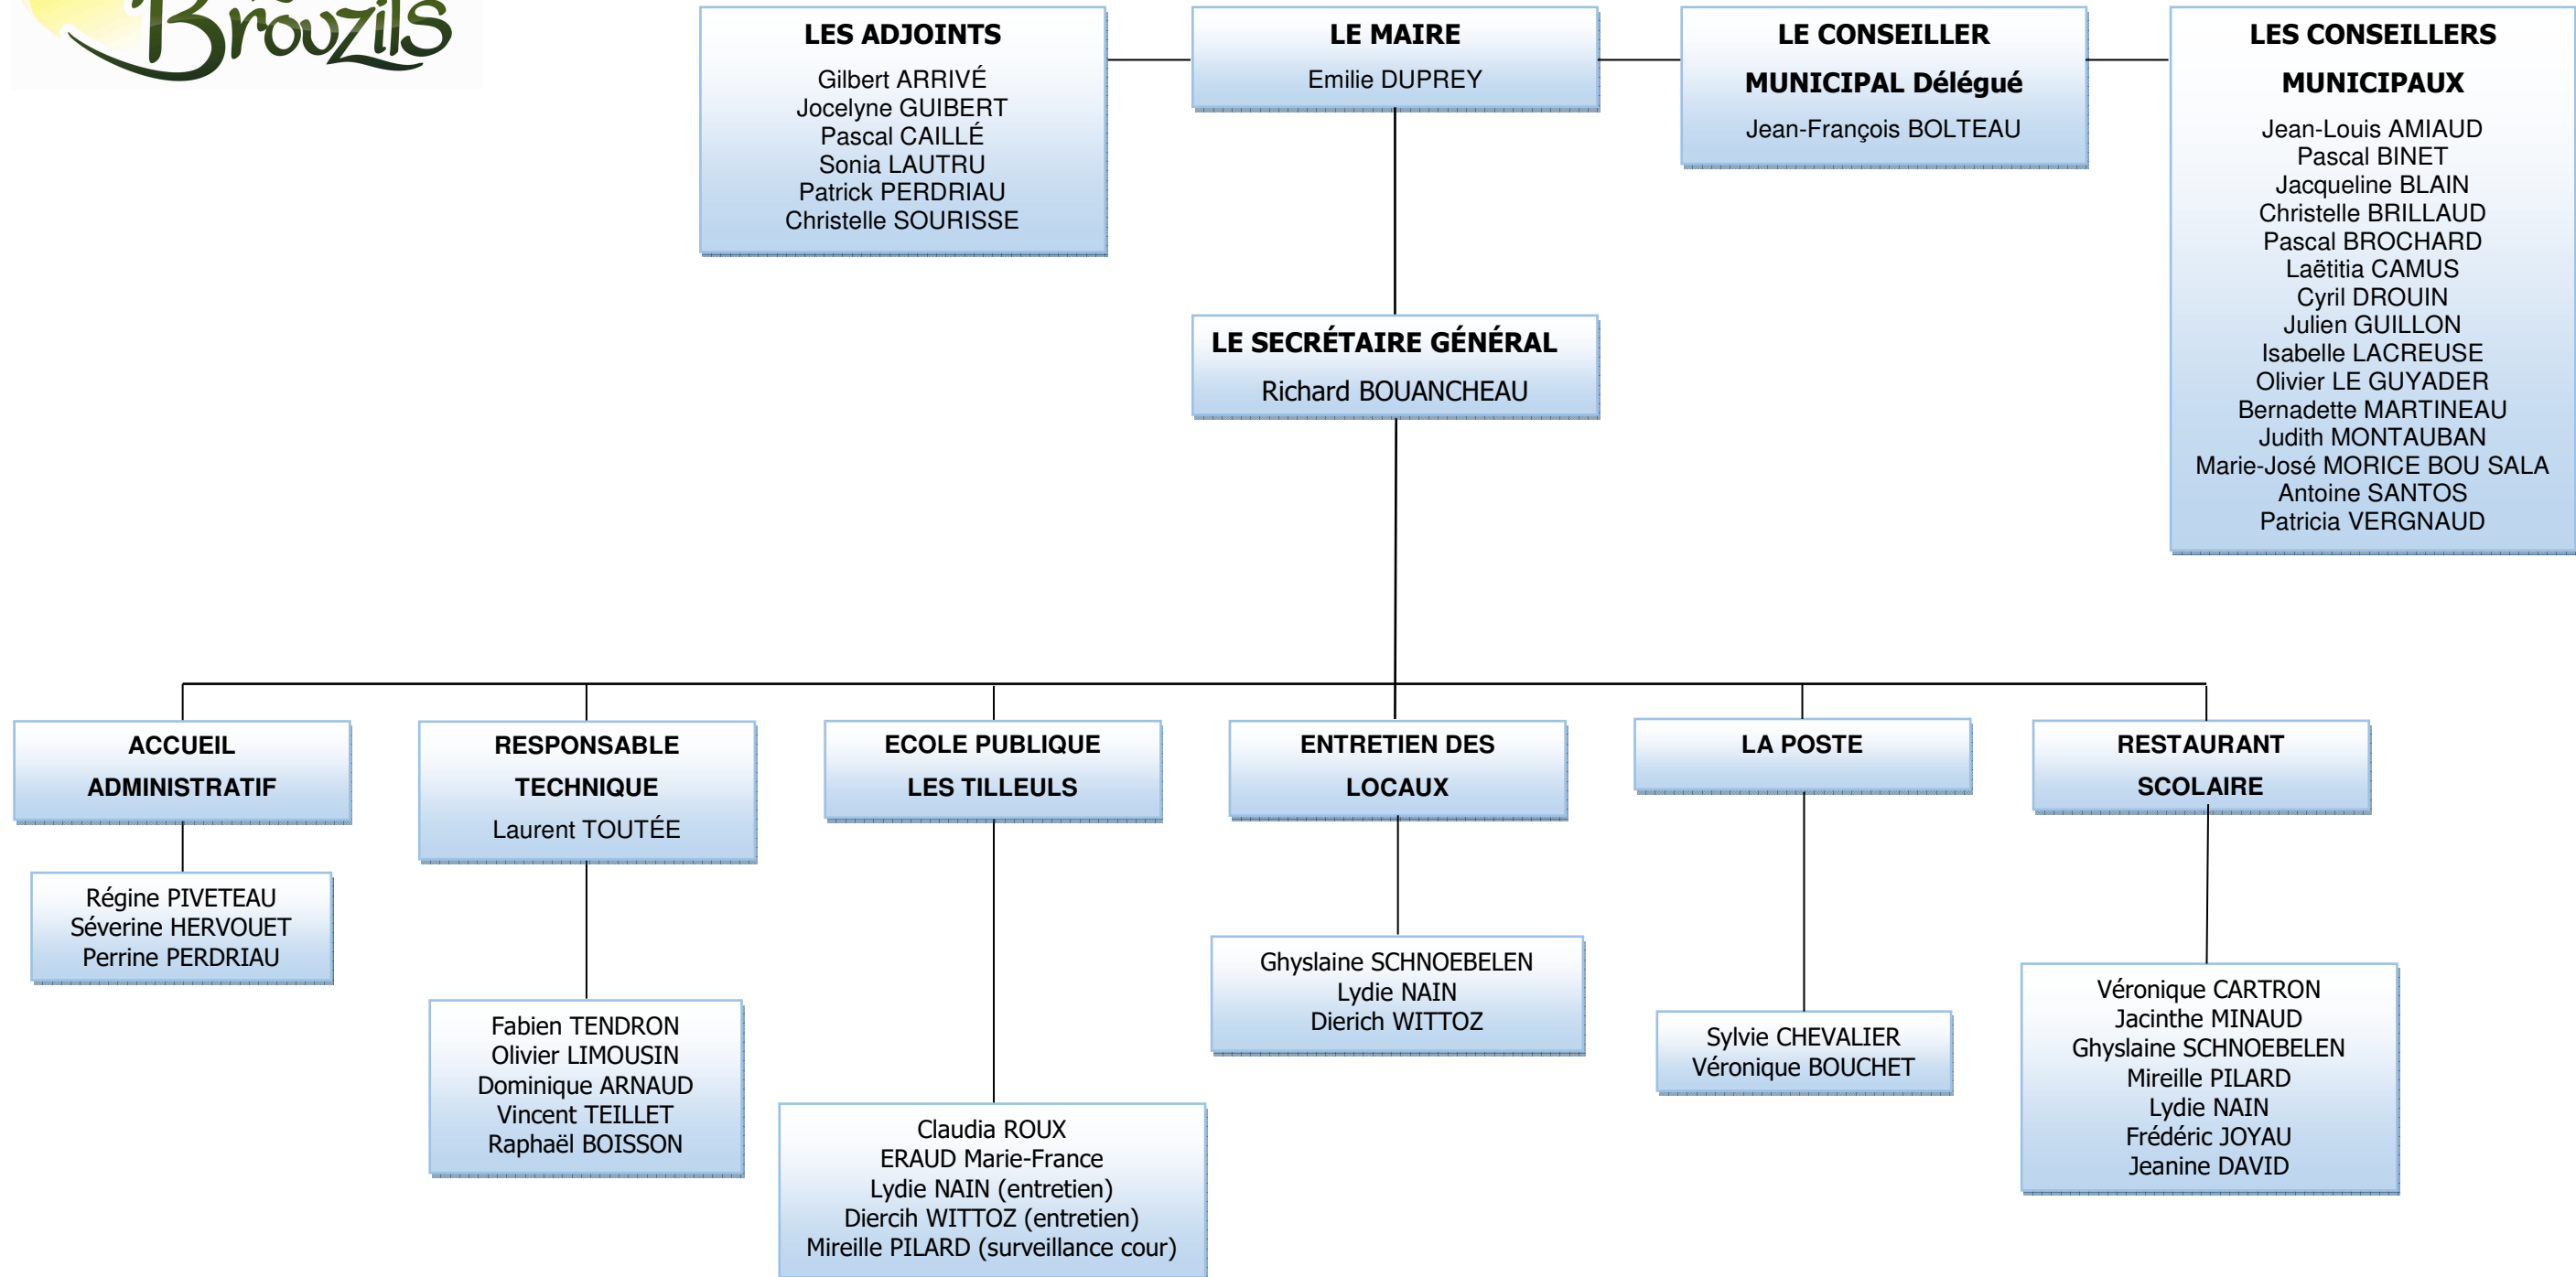 Brouzils
LES ADJOINTS
Gilbert ARRIVÉ
Jocelyne GUIBERT
Pascal CAILLÉ
Sonia LAUTRU
Patrick PERDRIAU
Christelle SOURISSE
LE MAIRE
Emilie DUPREY
LE CONSEILLER
MUNICIPAL Délégué
Jean-François BOLTEAU
LES CONSEILLERS
MUNICIPAUX
Jean-Louis AMIAUD
Pascal BINET
Jacqueline BLAIN
Christelle BRILLAUD
Pascal BROCHARD
Laëtitia CAMUS
Cyril DROUIN
Julien GUILLON
Isabelle LACREUSE
Olivier LE GUYADER
Bernadette MARTINEAU
Judith MONTAUBAN
Marie-José MORICE BOU SALA
Antoine SANTOS
Patricia VERGNAUD
LE SECRÉTAIRE GÉNÉRAL
Richard BOUANCHEAU
ACCUEIL
ADMINISTRATIF
Régine PIVETEAU
Séverine HERVOUET
Perrine PERDRIAU
RESPONSABLE
TECHNIQUE
Laurent TOUTÉE
Fabien TENDRON
Olivier LIMOUSIN
Dominique ARNAUD
Vincent TEILLET
Raphaël BOISSON
ECOLE PUBLIQUE
LES TILLEULS
Claudia ROUX
ERAUD Marie-France
Lydie NAIN (entretien)
Diercih WITTOZ (entretien)
Mireille PILARD (surveillance cour)
ENTRETIEN DES
LOCAUX
Ghyslaine SCHNOEBELEN
Lydie NAIN
Dierich WITTOZ
LA POSTE
Sylvie CHEVALIER
Véronique BOUCHET
RESTAURANT
SCOLAIRE
Véronique CARTRON
Jacinthe MINAUD
Ghyslaine SCHNOEBELEN
Mireille PILARD
Lydie NAIN
Frédéric JOYAU
Jeanine DAVID